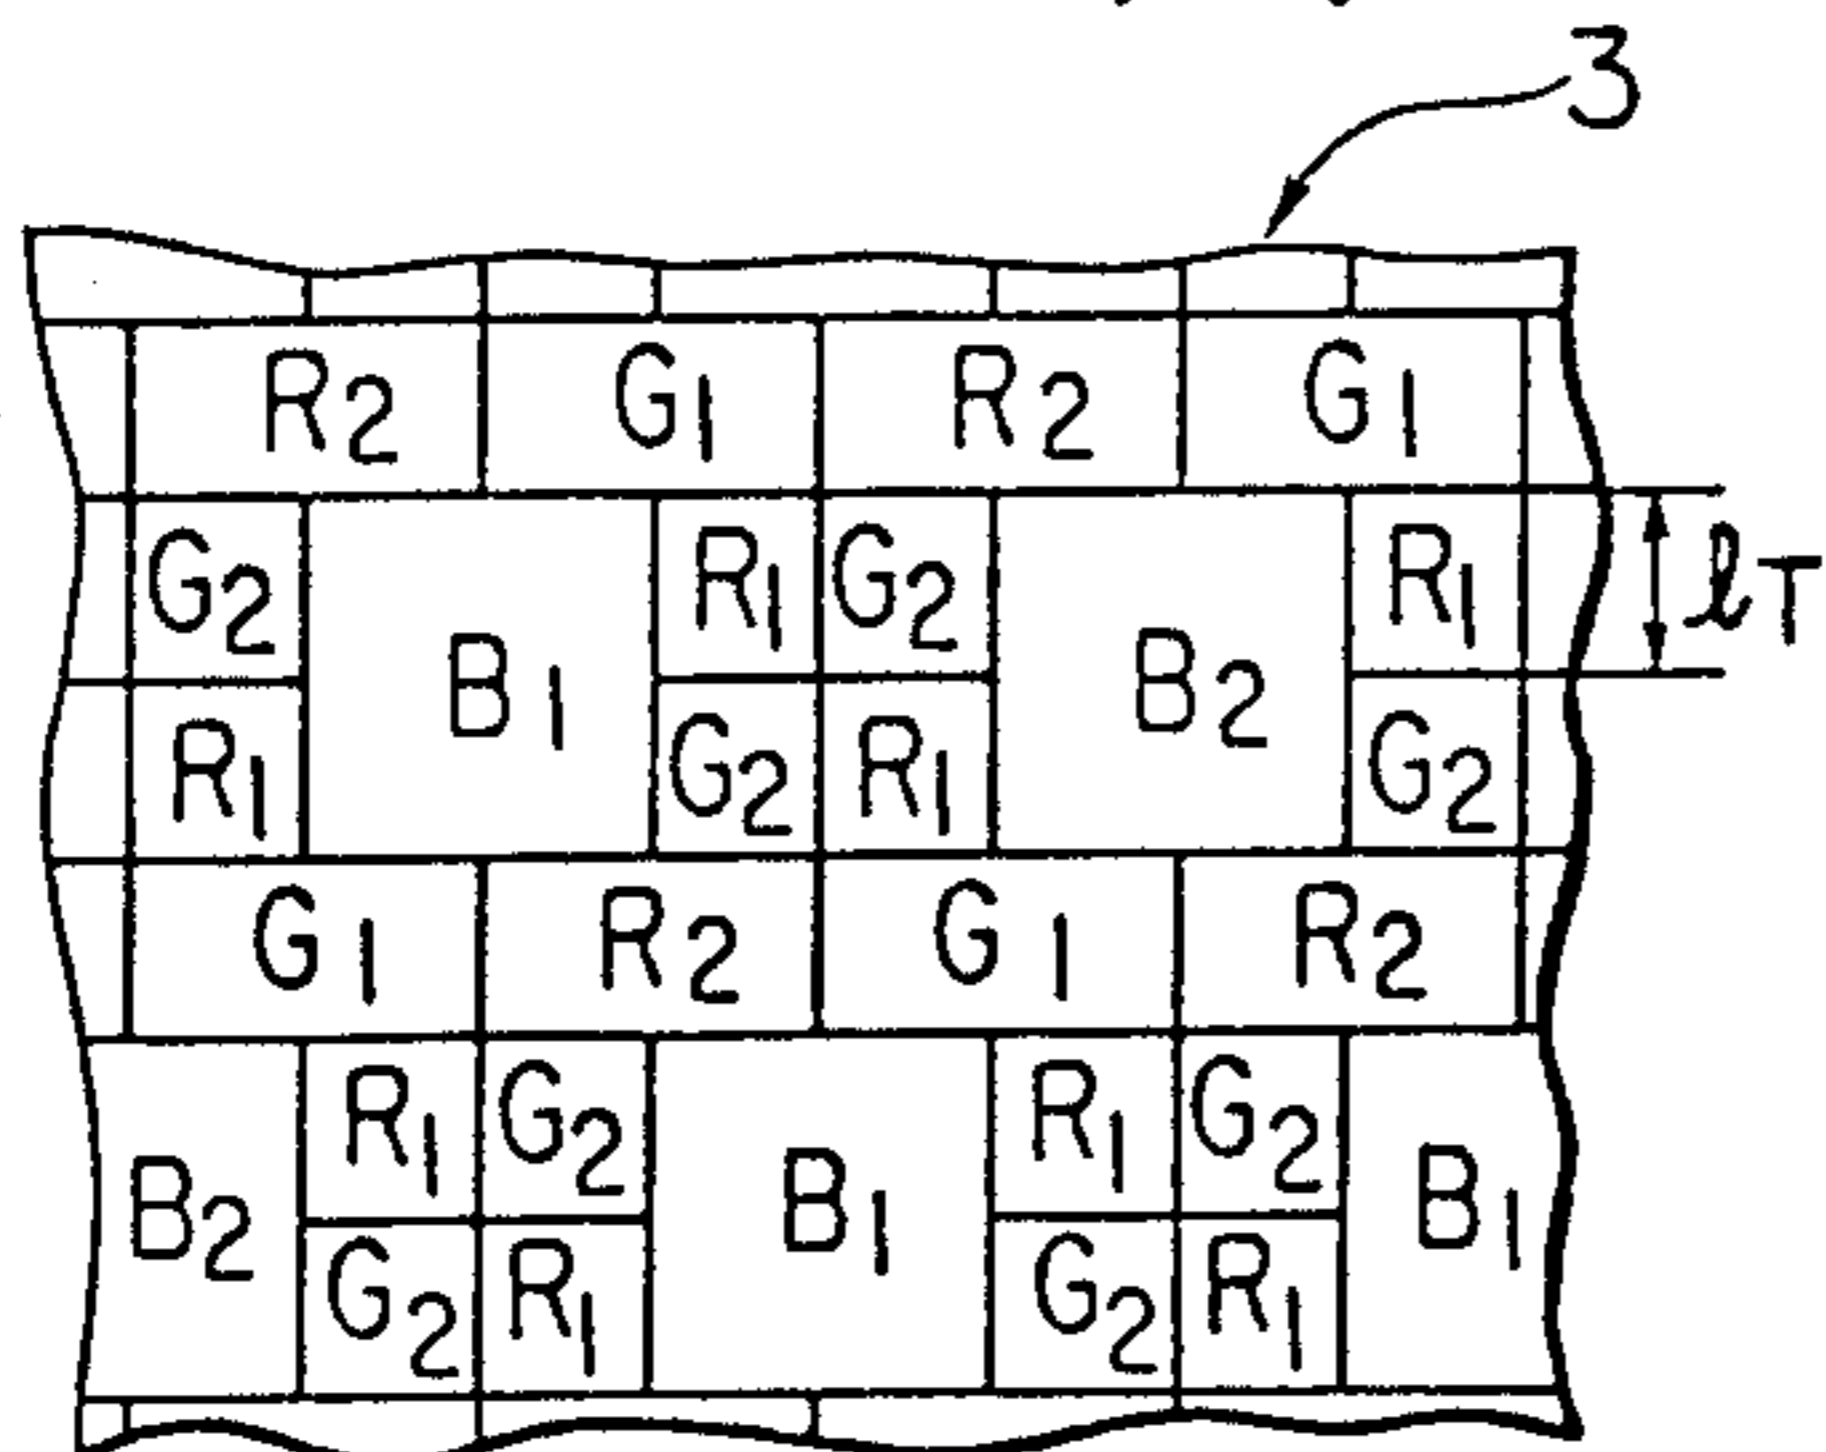 3
R2 G1 R2 G1
G2 R1 G2 R1 ℓT
B1 B2
R1 G2 R1 G2
G1 R2 G1 R2
R1 G2 R1 G2
B2 B1 B1
G2 R1 G2 R1